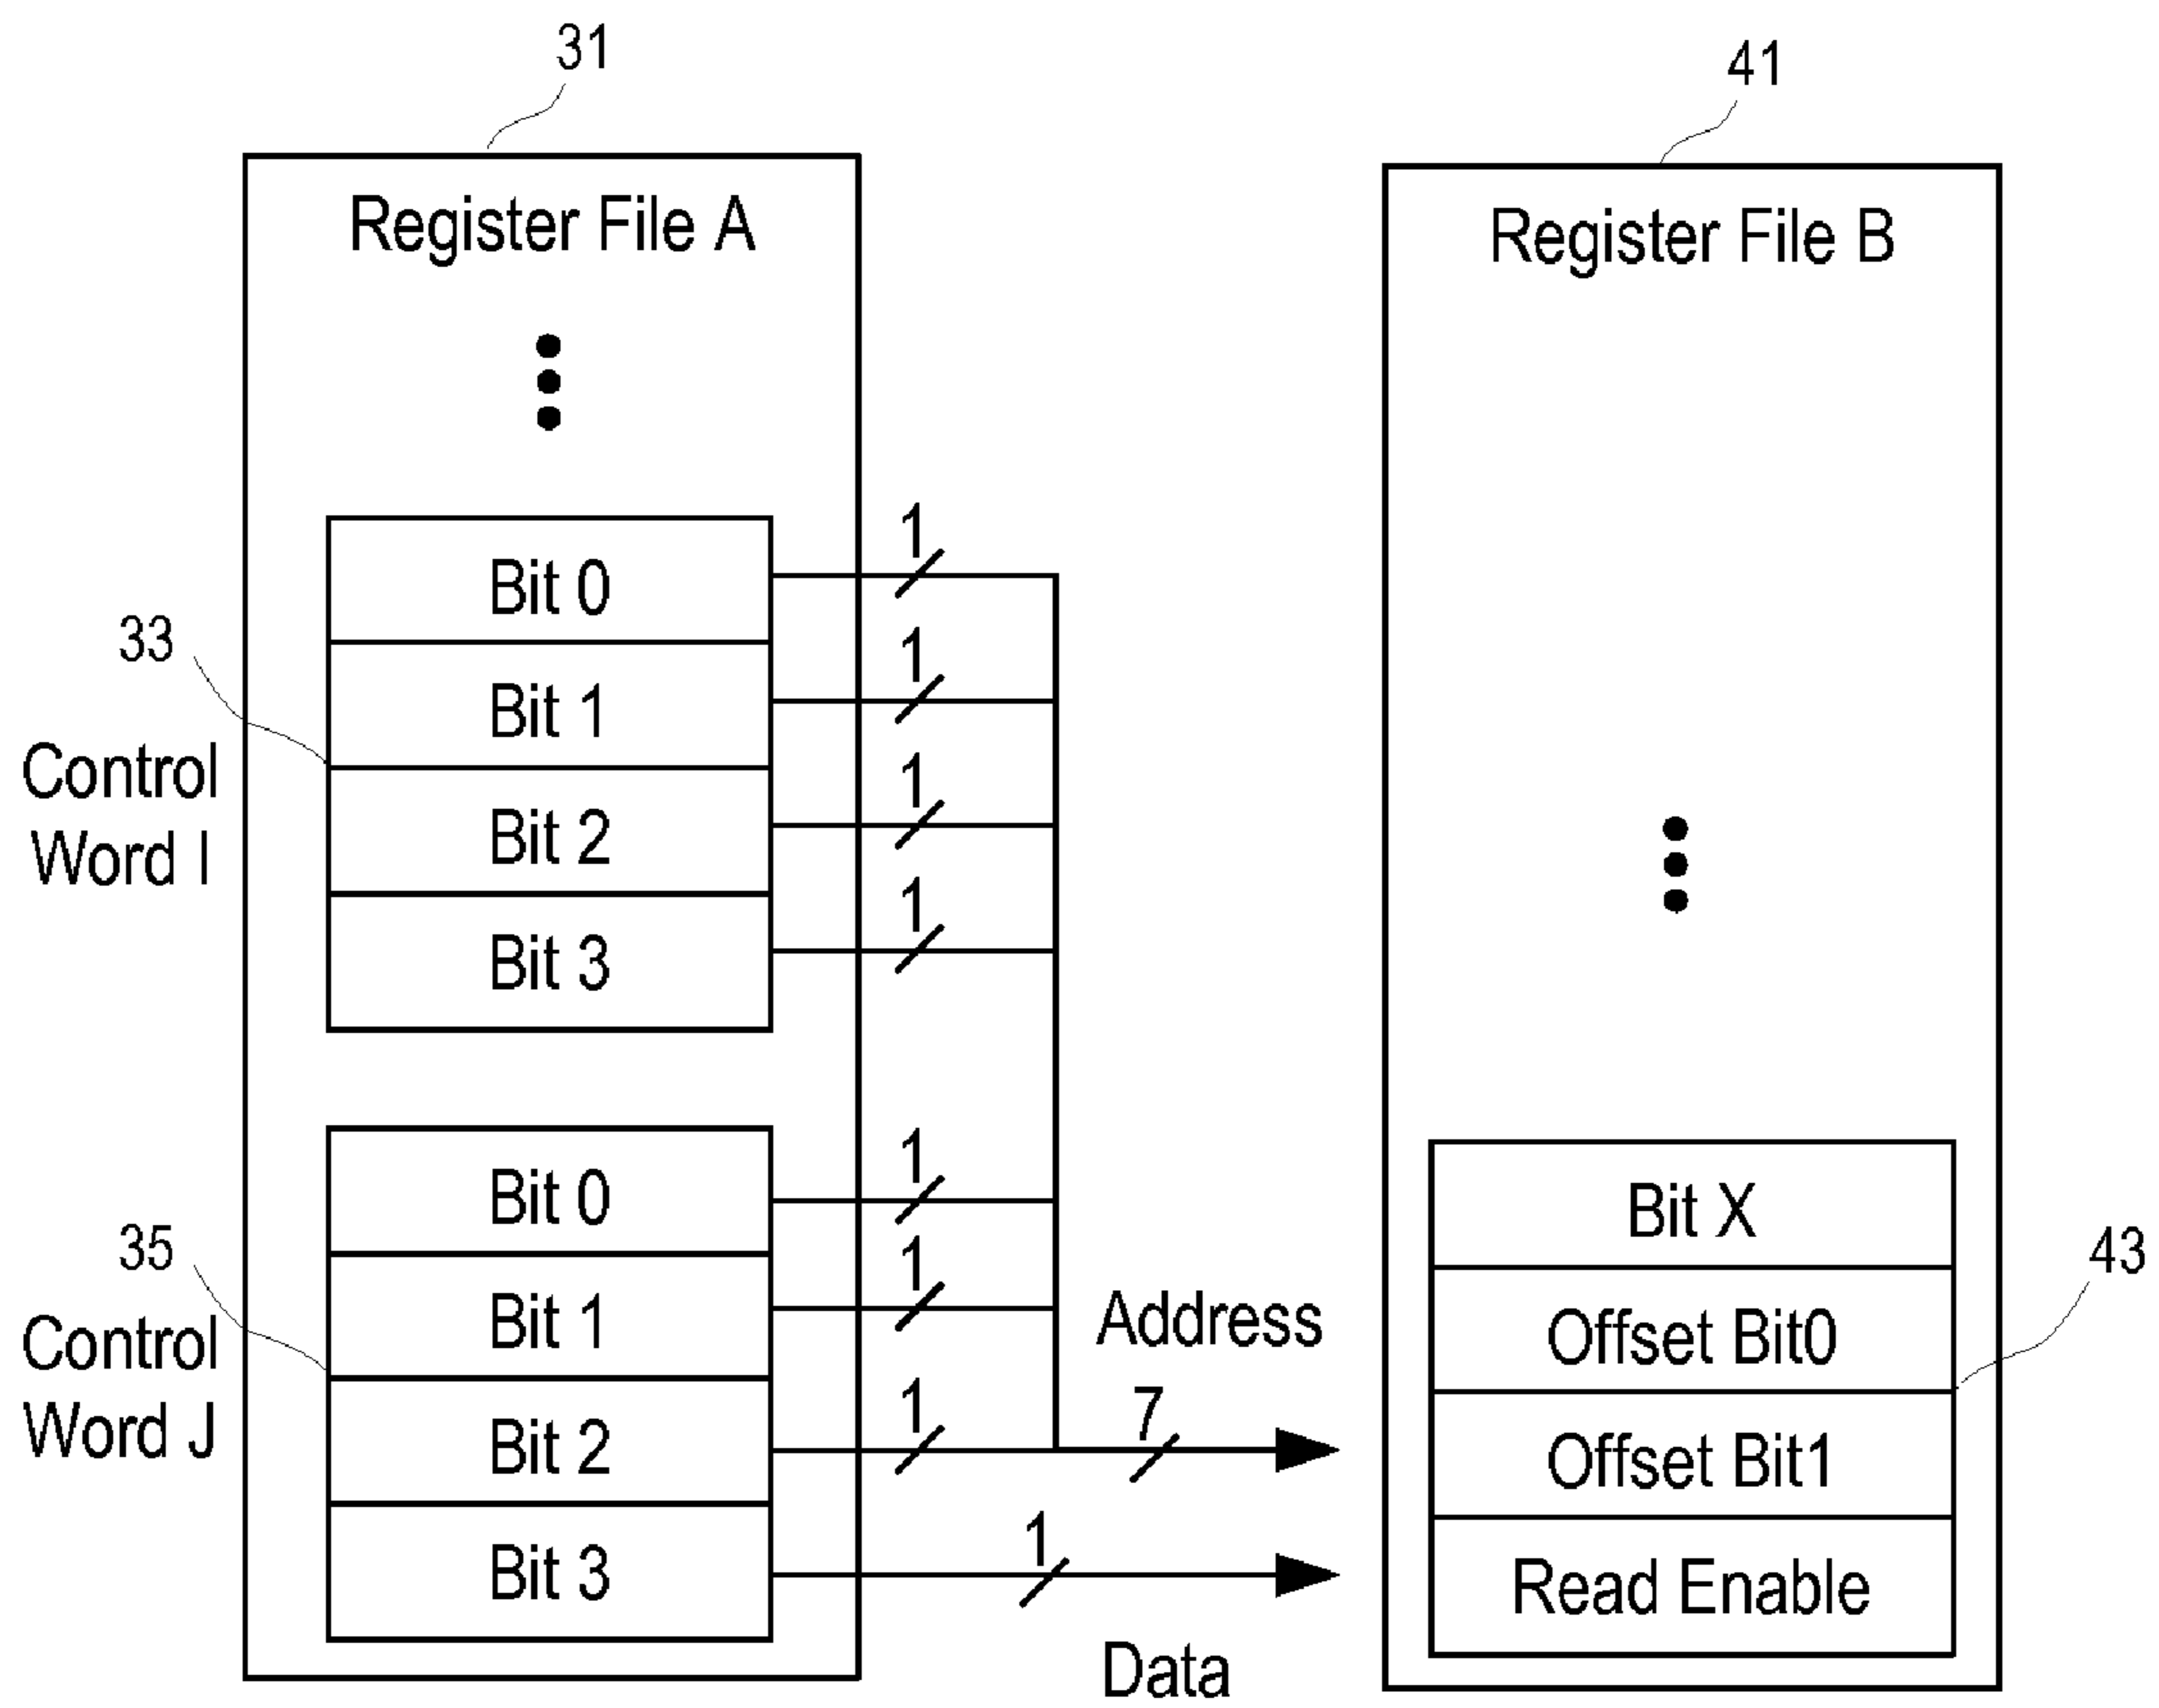 31
41
Register File A
Register File B
1
Bit 0
33
1
Bit 1
Control
Word I
1
Bit 2
1
Bit 3
1
Bit 0
Bit X
35
1
43
Control
Word J
Bit 1
Address
Offset Bit0
1
7
Bit 2
Offset Bit1
1
Bit 3
Read Enable
Data